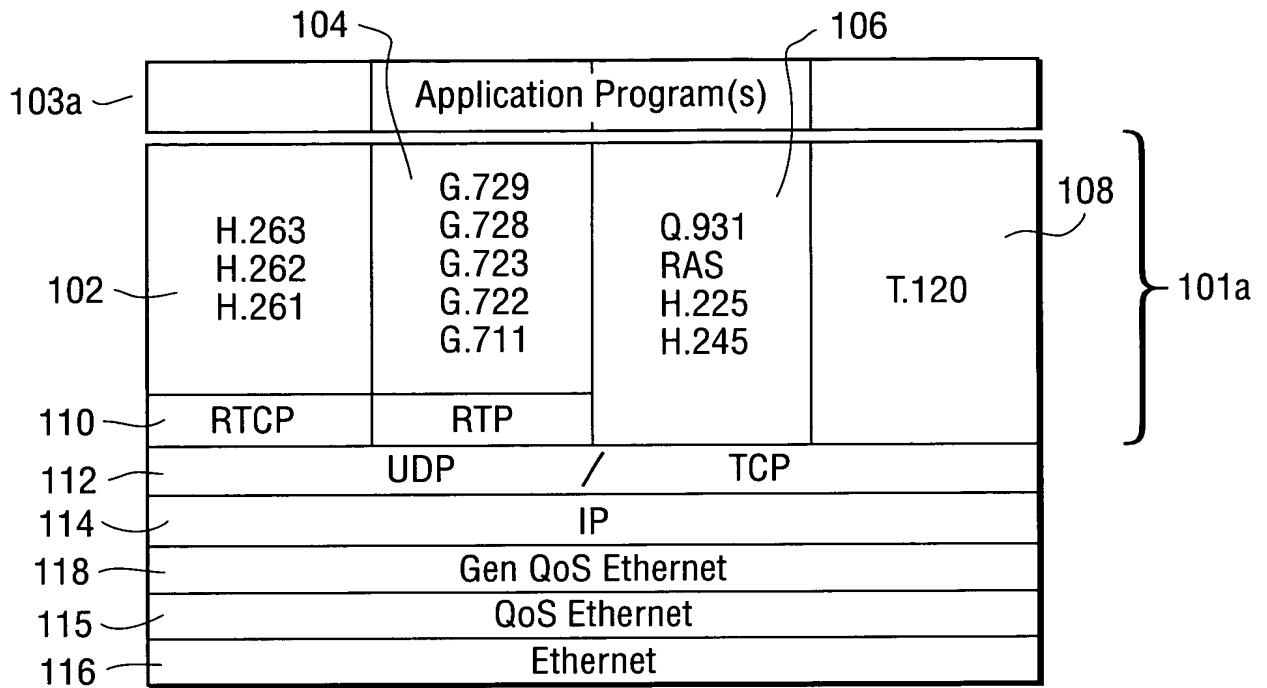 104
106
103a
Application Program(s)
102
H.263
H.262
H.261
G.729
G.728
G.723
G.722
G.711
Q.931
RAS
H.225
H.245
T.120
108
101a
110
RTCP
RTP
112
UDP / TCP
114
IP
118
Gen QoS Ethernet
115
QoS Ethernet
116
Ethernet